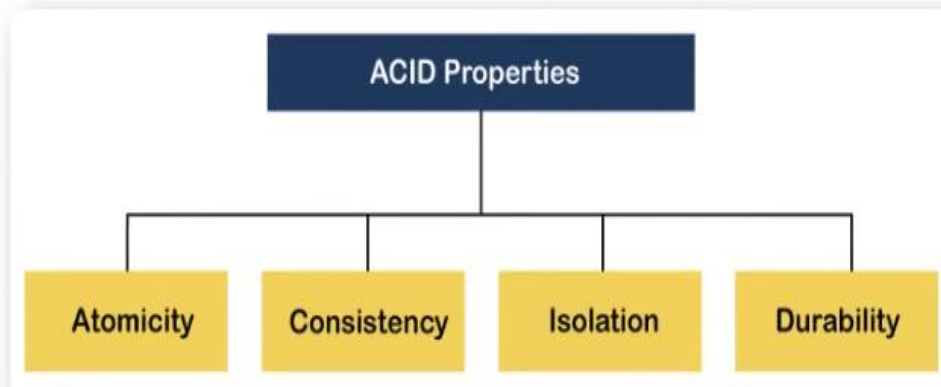 ACID Properties
Atomicity
Consistency
Isolation
Durability